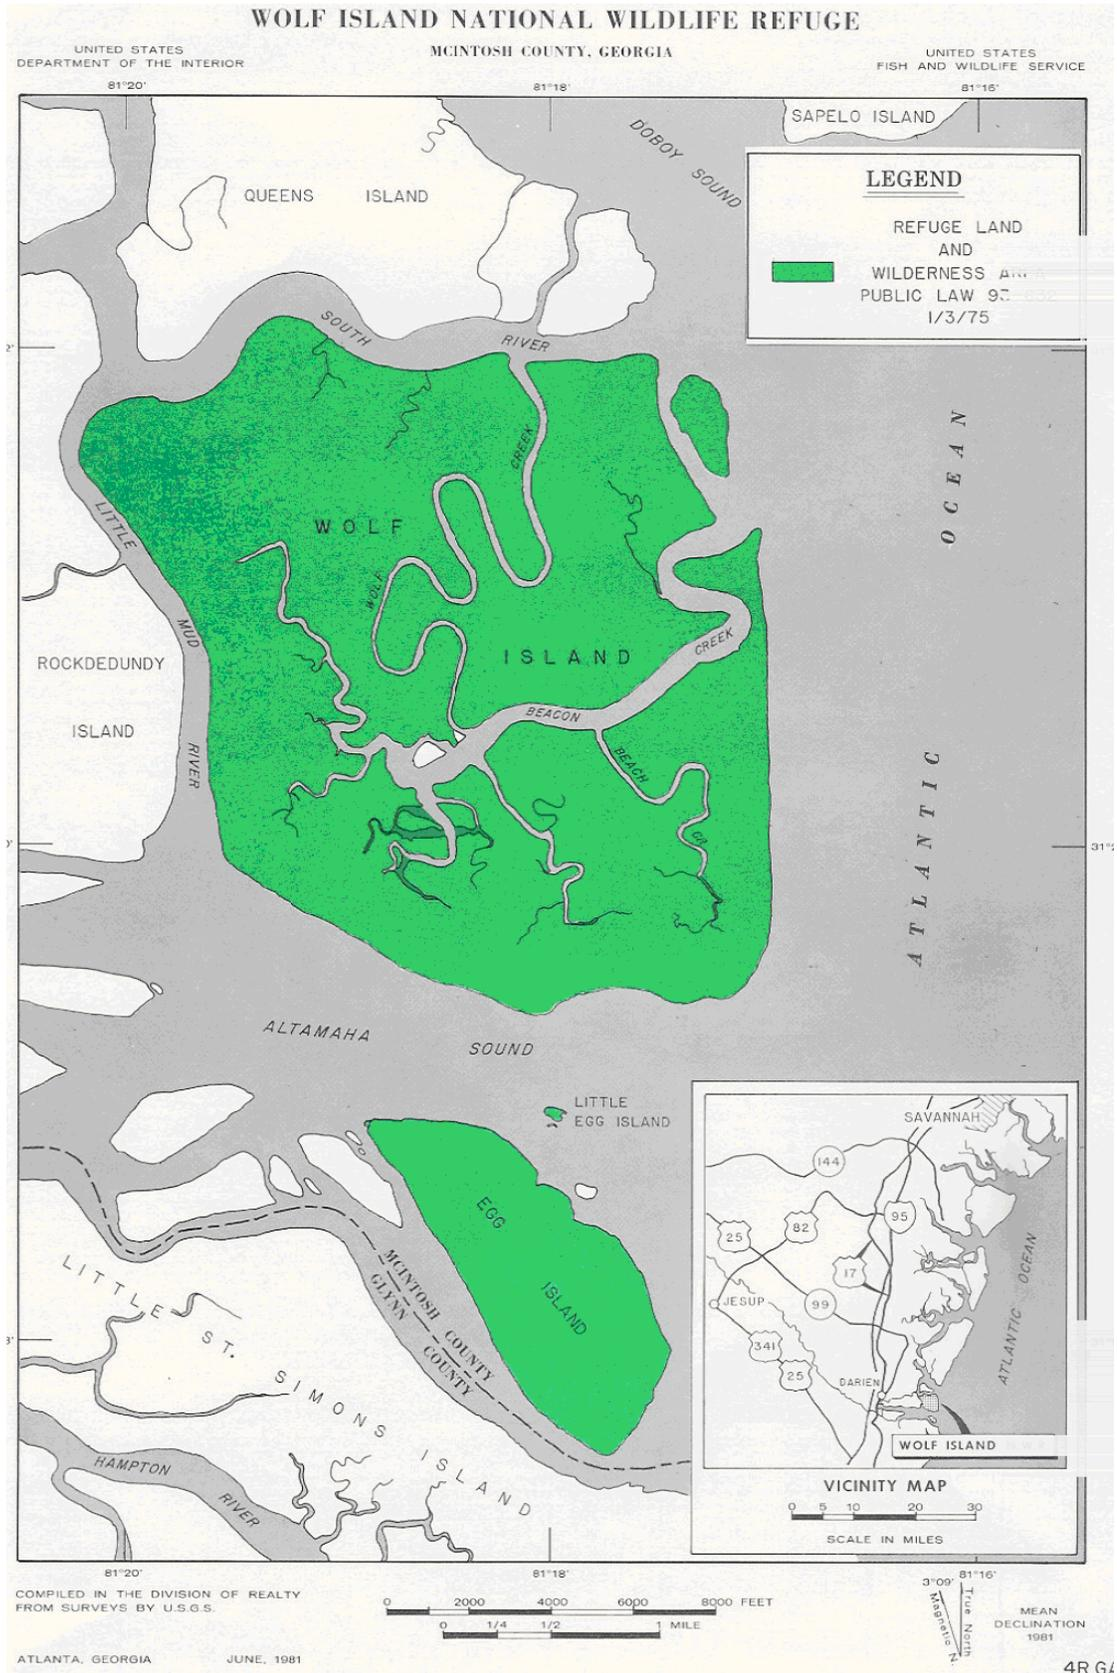 WOLF ISLAND NATIONAL WILDLIFE REFUGE
UNITED STATES
DEPARTMENT OF THE INTERIOR
MCINTOSH COUNTY, GEORGIA
UNITED STATES
FISH AND WILDLIFE SERVICE
81°20'
81°18'
81°16'
SAPELO ISLAND
DOBOY SOUND
LEGEND
REFUGE LAND
AND
WILDERNESS
PUBLIC LAW
1/3/75
QUEENS ISLAND
SOUTH RIVER
CREEK
WOLF
WOLF
ISLAND
LITTLE MUD RIVER
ROCKDEDUNDY
ISLAND
CREEK
BEACON
BEACH
CR.
ATLANTIC OCEAN
ALTAMAHA SOUND
LITTLE
EGG ISLAND
EGG
ISLAND
MCINTOSH COUNTY
GLYNN COUNTY
LITTLE ST. SIMONS ISLAND
HAMPTON
RIVER
SAVANNAH
144
95
82
25
17
JESUP
99
341
25
DARIEN
ATLANTIC OCEAN
WOLF ISLAND
VICINITY MAP
0 5 10 20 30
SCALE IN MILES
81°20'
81°18'
81°16'
COMPILED IN THE DIVISION OF REALTY
FROM SURVEYS BY U.S.G.S.
0 2000 4000 6000 8000 FEET
0 1/4 1/2 1 MILE
3°09'
Magnetic N.
True North
MEAN
DECLINATION
1981
ATLANTA, GEORGIA JUNE, 1981
4R